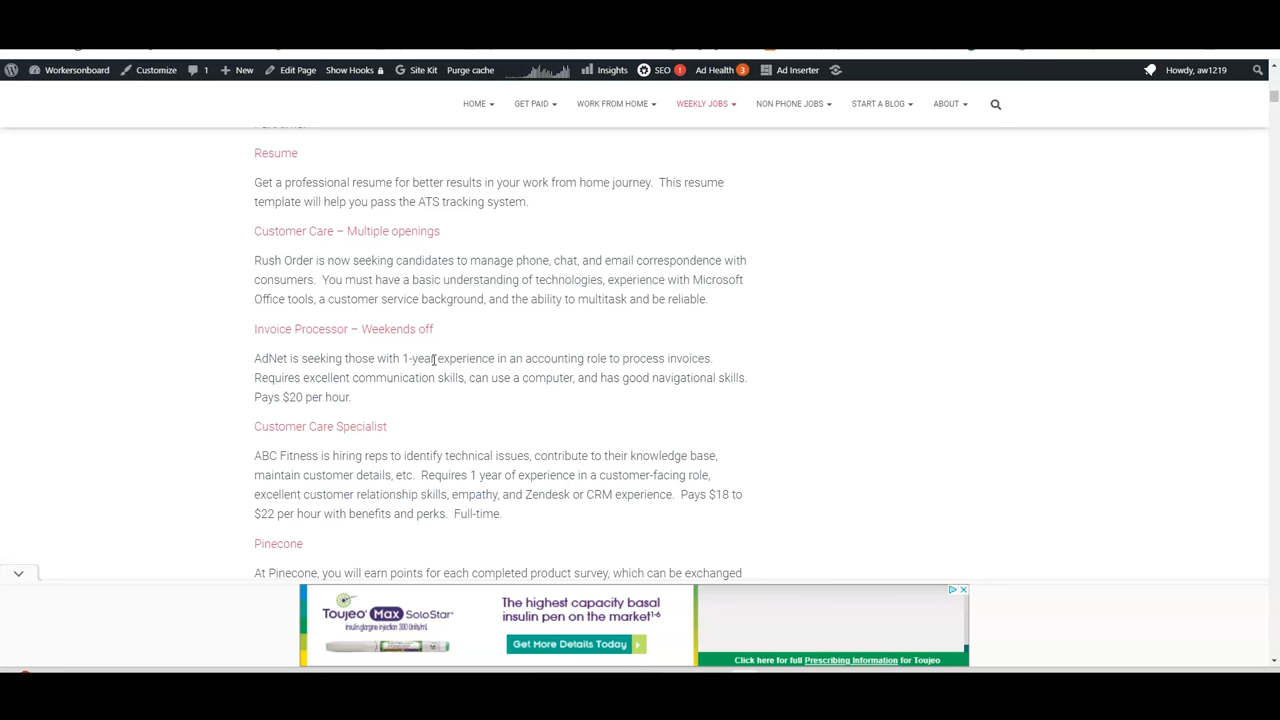 Workersonboard
Customize
1
New
Edit Page
Show Hooks
Site Kit
Purge cache
Insights
SEO !
Ad Health 3
Ad Inserter
Howdy, aw1219
HOME
GET PAID
WORK FROM HOME
WEEKLY JOBS
NON PHONE JOBS
START A BLOG
ABOUT
Resume
Get a professional resume for better results in your work from home journey. This resume
template will help you pass the ATS tracking system.
Customer Care – Multiple openings
Rush Order is now seeking candidates to manage phone, chat, and email correspondence with
consumers. You must have a basic understanding of technologies, experience with Microsoft
Office tools, a customer service background, and the ability to multitask and be reliable.
Invoice Processor – Weekends off
AdNet is seeking those with 1-year experience in an accounting role to process invoices.
Requires excellent communication skills, can use a computer, and has good navigational skills.
Pays $20 per hour.
Customer Care Specialist
ABC Fitness is hiring reps to identify technical issues, contribute to their knowledge base,
maintain customer details, etc. Requires 1 year of experience in a customer-facing role,
excellent customer relationship skills, empathy, and Zendesk or CRM experience. Pays $18 to
$22 per hour with benefits and perks. Full-time.
Pinecone
At Pinecone, you will earn points for each completed product survey, which can be exchanged
Toujeo Max SoloStar
insulin glargine injection 300 Units/mL
The highest capacity basal
insulin pen on the market1-6
Get More Details Today
Click here for full Prescribing Information for Toujeo